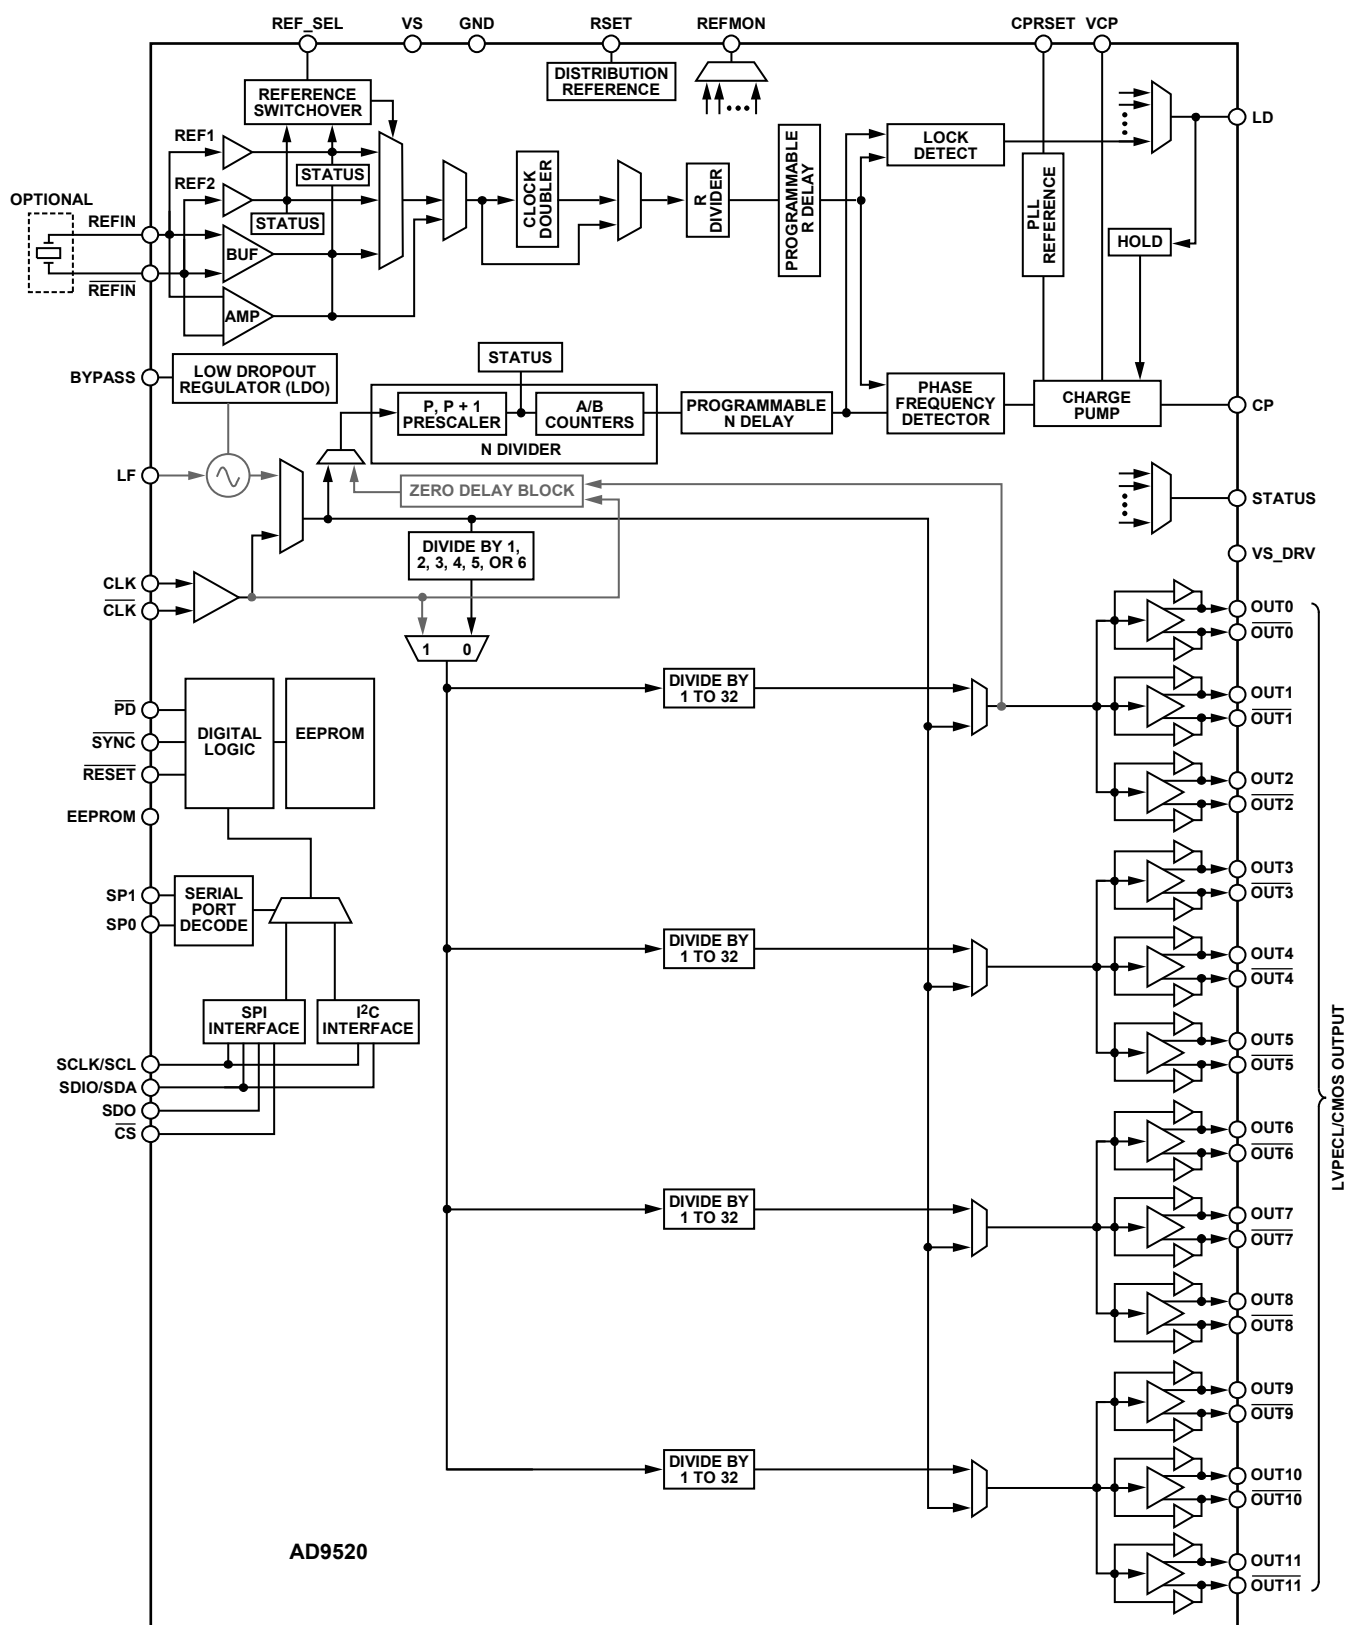 REF_SEL
VS
GND
RSET
REFMON
CPRSET
VCP
DISTRIBUTION
REFERENCE
REFERENCE
SWITCHOVER
REF1
REF2
STATUS
STATUS
OPTIONAL
REFIN
REFIN
BUF
AMP
CLOCK
DOUBLER
R
DIVIDER
PROGRAMMABLE
R DELAY
LOCK
DETECT
PLL
REFERENCE
HOLD
LD
BYPASS
LOW DROPOUT
REGULATOR (LDO)
STATUS
P, P + 1
PRESCALER
A/B
COUNTERS
N DIVIDER
PROGRAMMABLE
N DELAY
PHASE
FREQUENCY
DETECTOR
CHARGE
PUMP
CP
LF
ZERO DELAY BLOCK
STATUS
DIVIDE BY 1,
2, 3, 4, 5, OR 6
VS_DRV
CLK
CLK
1 0
OUT0
OUT0
DIVIDE BY
1 TO 32
OUT1
OUT1
PD
SYNC
RESET
DIGITAL
LOGIC
EEPROM
OUT2
OUT2
EEPROM
SP1
SP0
SERIAL
PORT
DECODE
OUT3
OUT3
DIVIDE BY
1 TO 32
OUT4
OUT4
SPI
INTERFACE
I2C
INTERFACE
OUT5
OUT5
SCLK/SCL
SDIO/SDA
SDO
CS
OUT6
OUT6
LVPECL/CMOS OUTPUT
DIVIDE BY
1 TO 32
OUT7
OUT7
OUT8
OUT8
OUT9
OUT9
DIVIDE BY
1 TO 32
OUT10
OUT10
AD9520
OUT11
OUT11